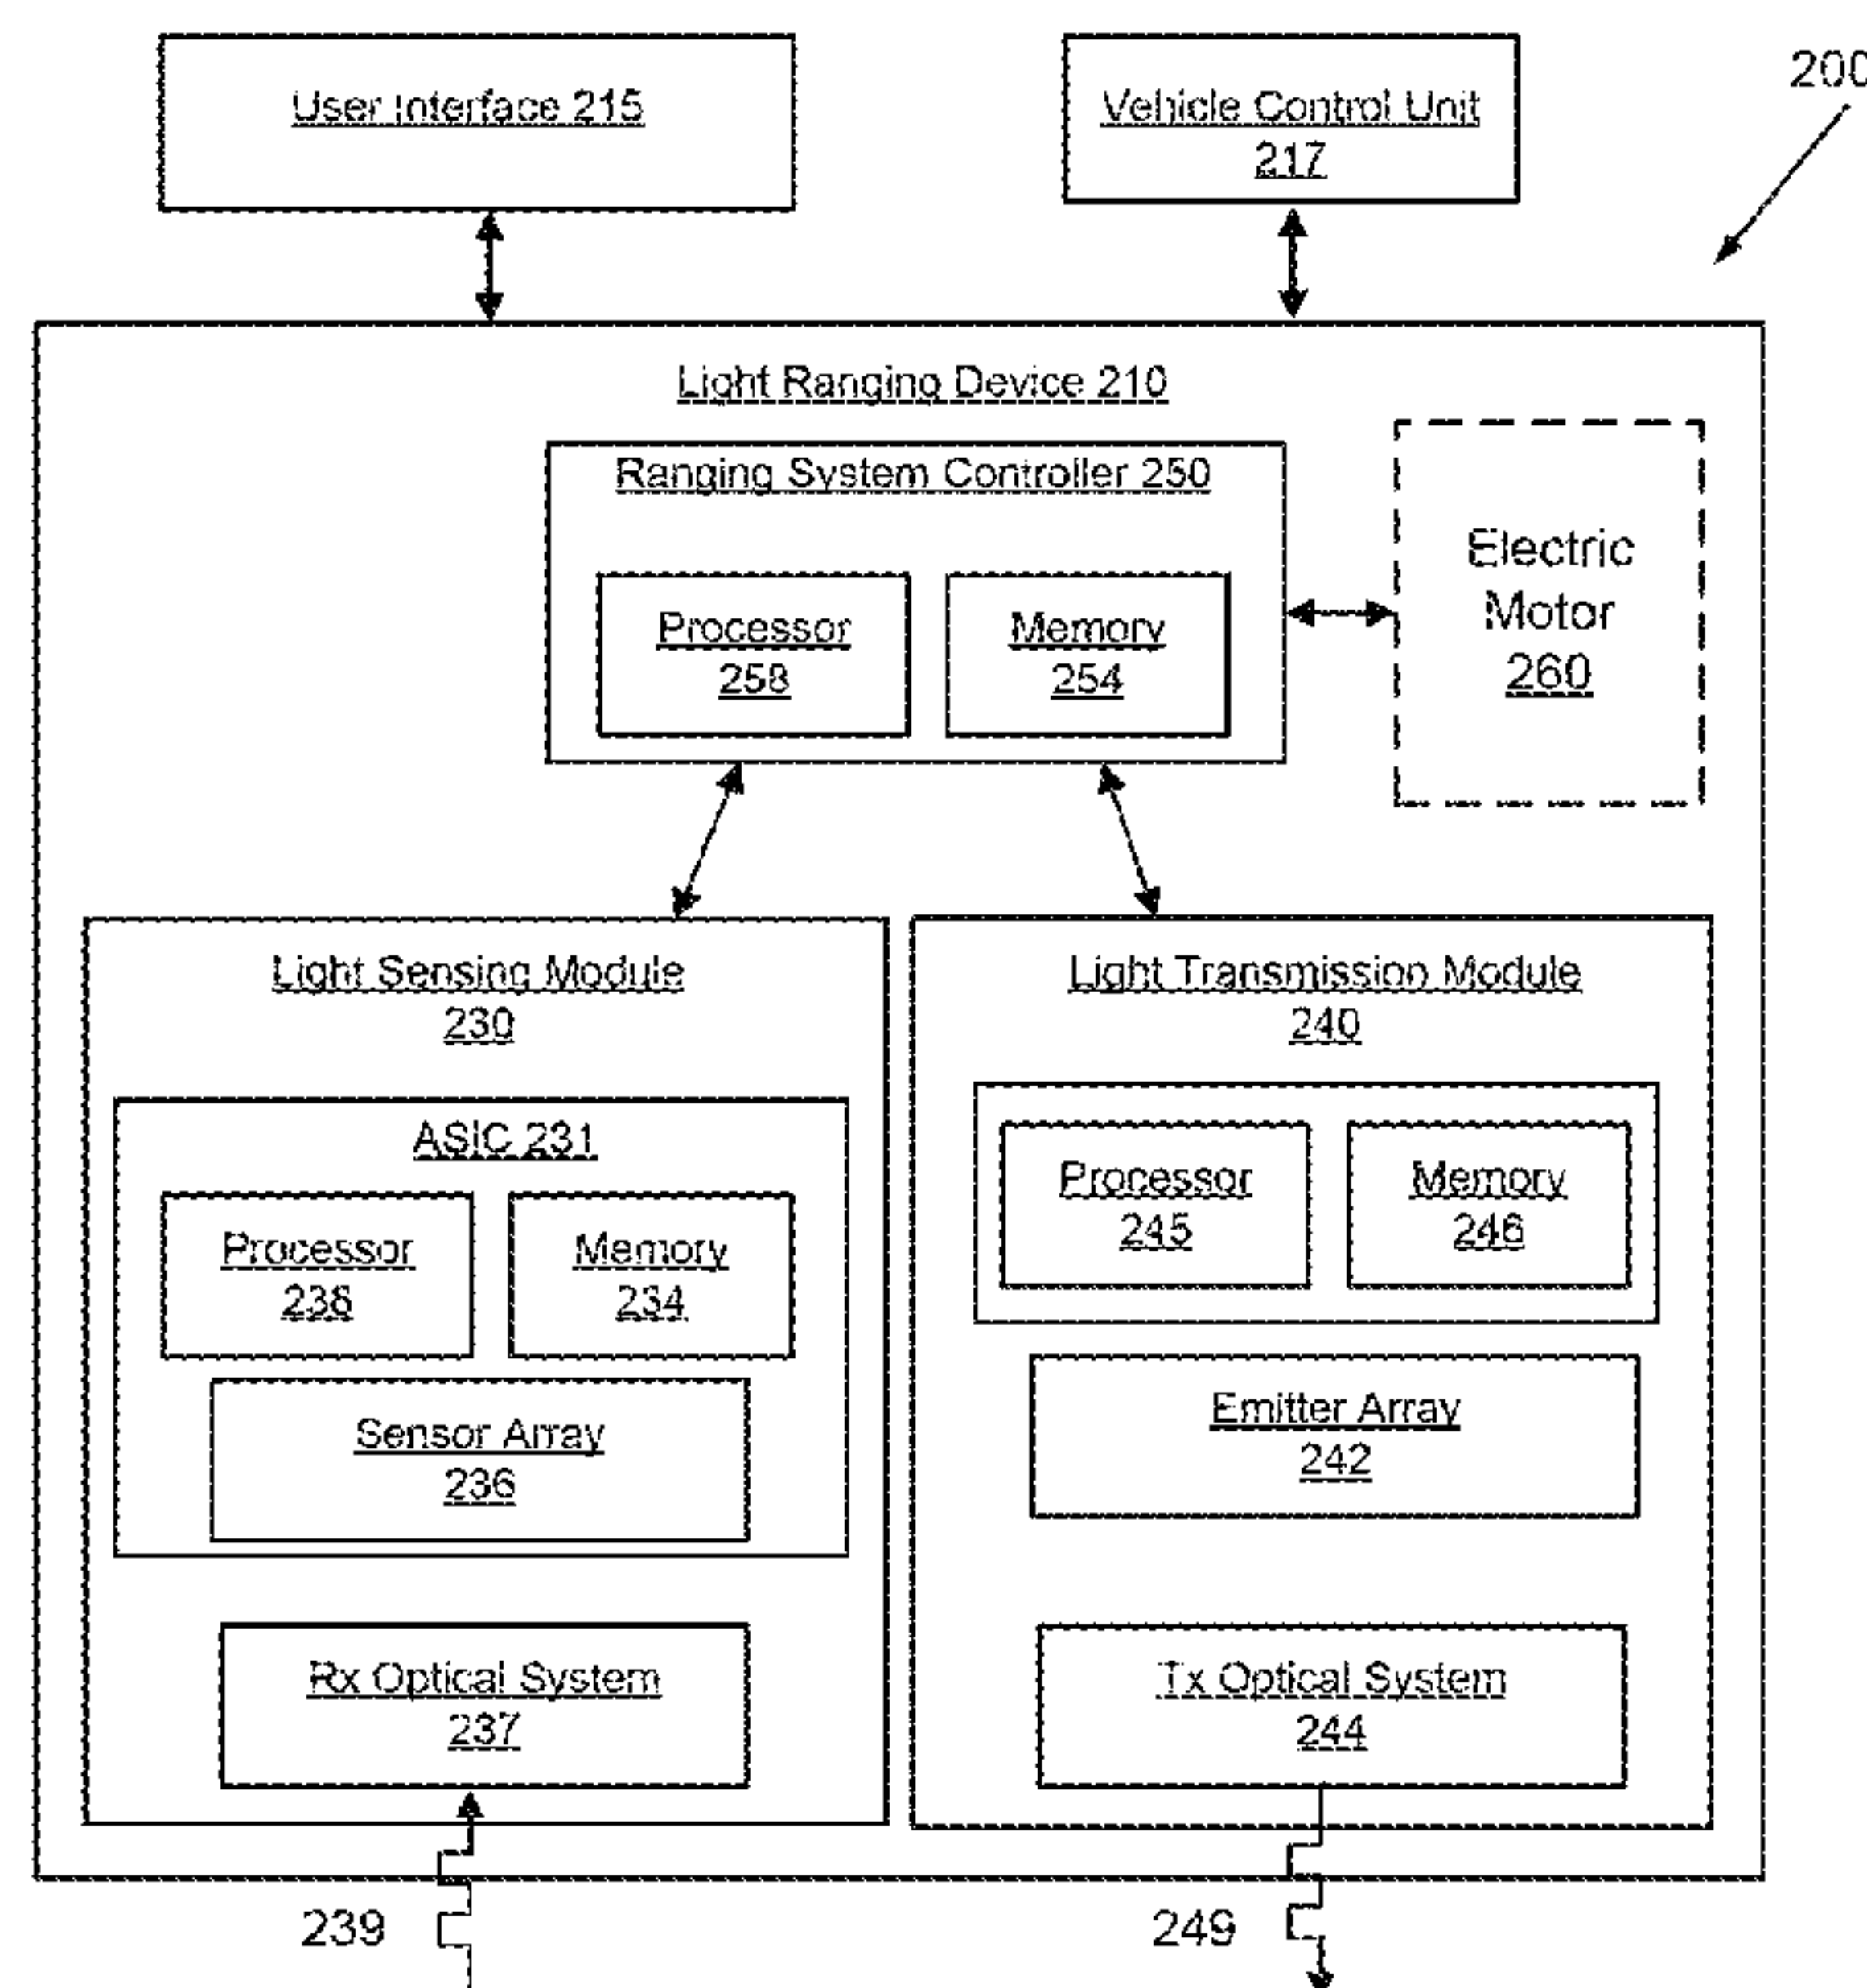 User Interface 215
Vehicle Control Unit
217
200
Light Ranging Device 210
Ranging System Controller 250
Processor
258
Memory
254
Electric
Motor
260
Light Sensing Module
230
ASIC 231
Processor
238
Memory
234
Sensor Array
236
Rx Optical System
237
Light Transmission Module
240
Processor
245
Memory
246
Emitter Array
242
Tx Optical System
244
239
249